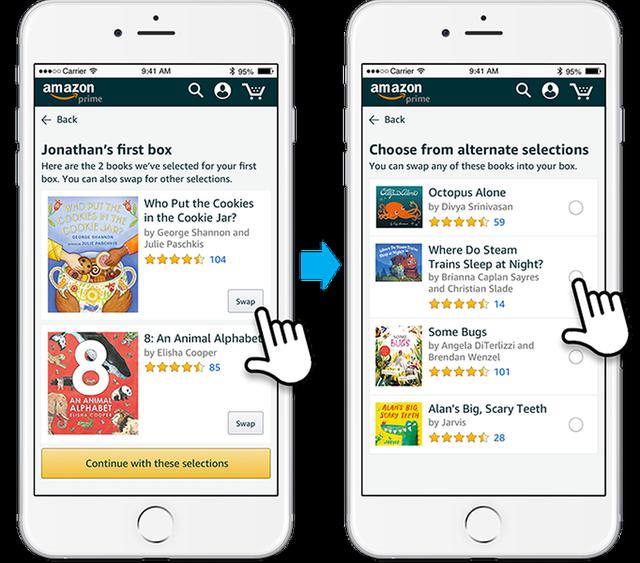 Carrier 9:41 AM 95%
amazon
prime
Back
Jonathan's first box
Here are the 2 books we've selected for your first
box. You can also swap for other selections.
WHO PUT THE
COOKIES IN THE
COOKIE JAR?
GEORGE SHANNON
JULIE PASCHKIS
Who Put the Cookies
in the Cookie Jar?
by George Shannon and
Julie Paschkis
104
Swap
8
AN ANIMAL
ALPHABET
ELISHA COOPER
8: An Animal Alphabet
by Elisha Cooper
85
Swap
Continue with these selections
Carrier 9:41 AM 95%
amazon
prime
Back
Choose from alternate selections
You can swap any of these books into your box.
Octopus Alone
by Divya Srinivasan
59
Where Do Steam
Trains Sleep at Night?
by Brianna Caplan Sayres
and Christian Slade
14
SOME
BUGS
Some Bugs
by Angela DiTerlizzi and
Brendan Wenzel
101
ALAN'S BIG,
SCARY TEETH
Alan's Big, Scary Teeth
by Jarvis
28